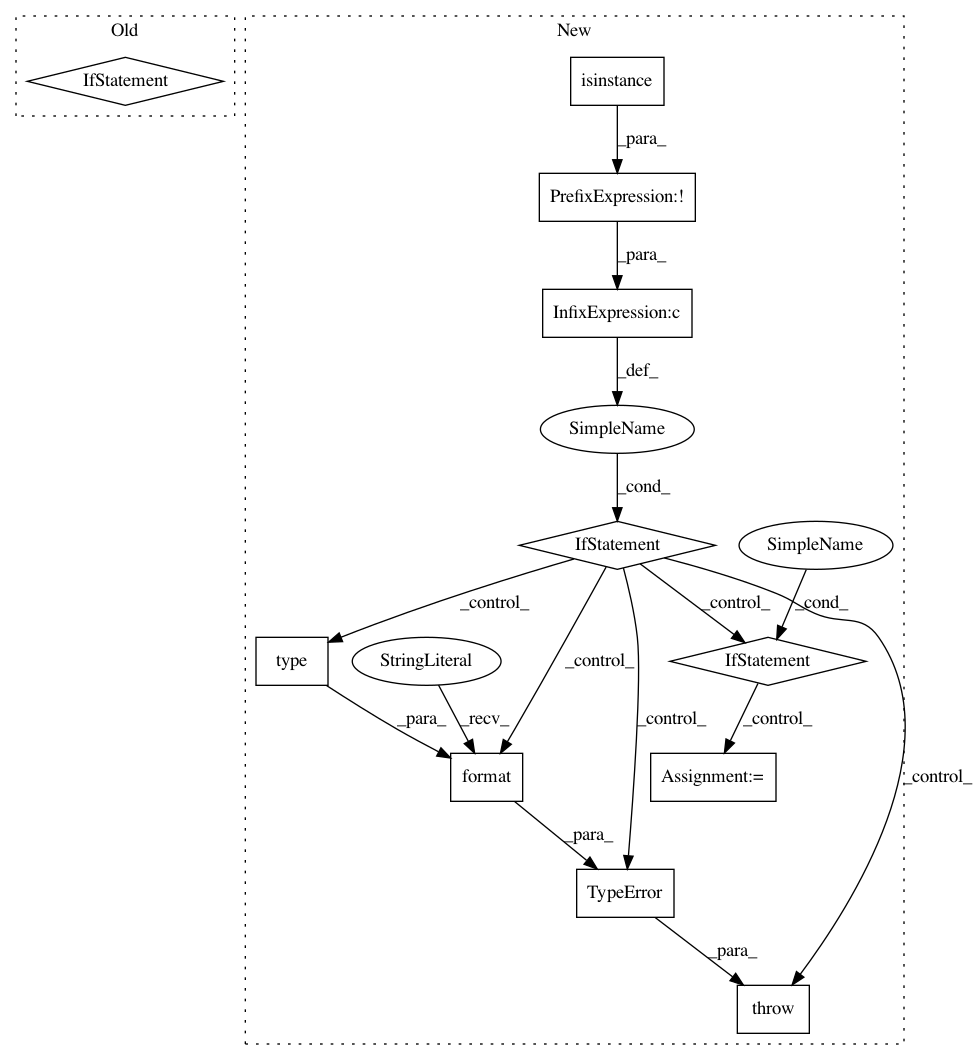 Old
New
IfStatement
isinstance
_para_
PrefixExpression:!
_para_
InfixExpression:c
_def_
SimpleName
_cond_
IfStatement
SimpleName
_control_
_control_
_cond_
type
StringLiteral
_control_
IfStatement
_para_
_recv_
_control_
_control_
format
Assignment:=
_control_
_para_
TypeError
_para_
throw